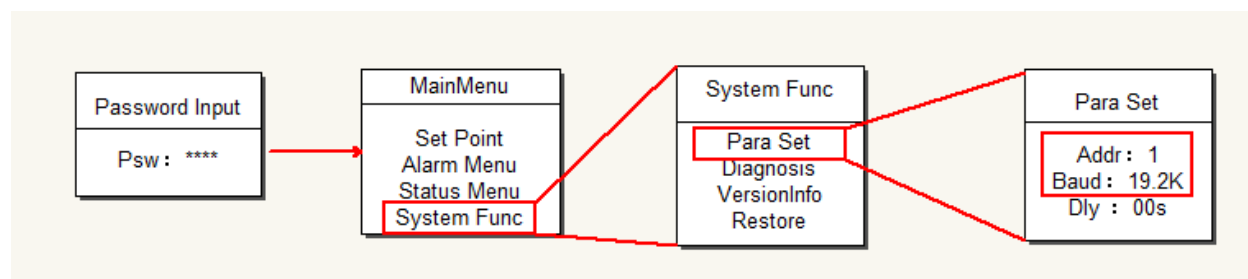 Password Input
Psw： ****
MainMenu
Set Point
Alarm Menu
Status Menu
System Func
System Func
Para Set
Diagnosis
VersionInfo
Restore
Para Set
Addr： 1
Baud： 19.2K
Dly ： 00s